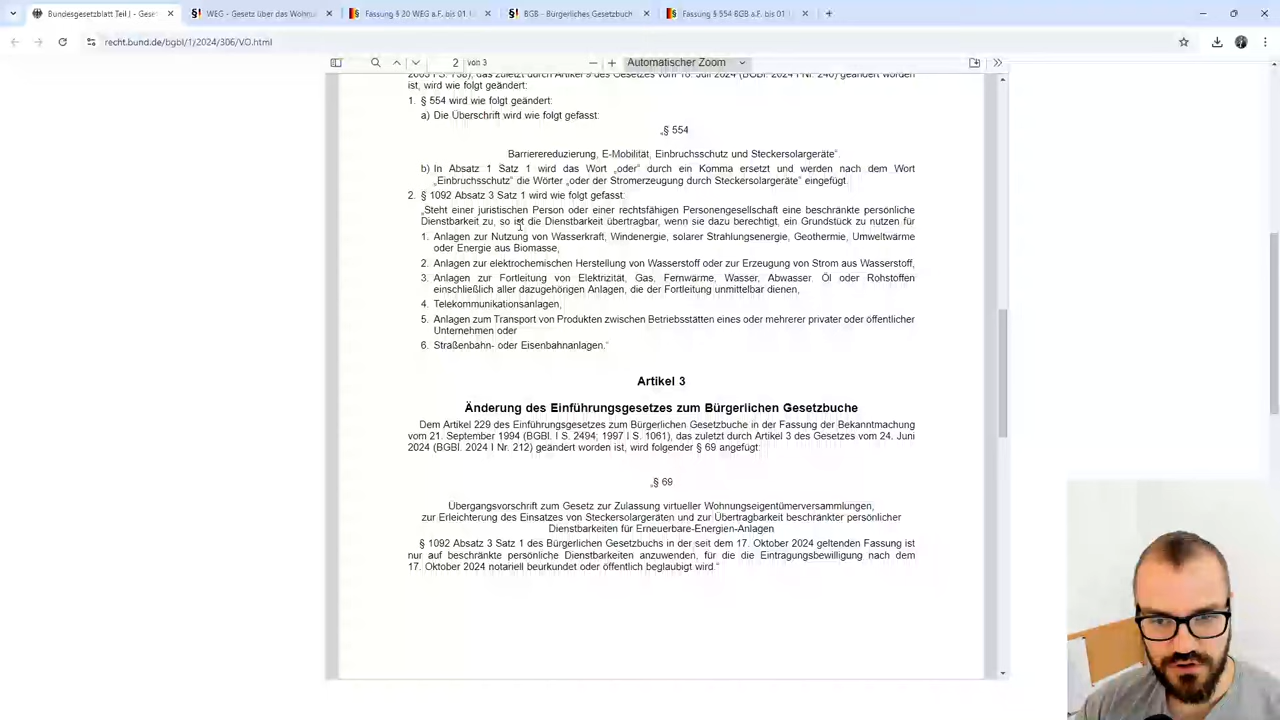 Bundesgesetzblatt Teil I - Geset
WEG - Gesetz über das Wohnu
Fassung § 20 WEG a.F. bis 01.1
BGB - Bürgerliches Gesetzbuch
Fassung § 554 BGB a.F. bis 01.
recht.bund.de/bgbl/1/2024/306/VO.html
2 von 3
Automatischer Zoom
ist, wird wie folgt geändert:
1. § 554 wird wie folgt geändert:
a) Die Überschrift wird wie folgt gefasst:
„§ 554
Barrierereduzierung, E-Mobilität, Einbruchsschutz und Steckersolargeräte“.
b) In Absatz 1 Satz 1 wird das Wort „oder“ durch ein Komma ersetzt und werden nach dem Wort
„Einbruchsschutz“ die Wörter „oder der Stromerzeugung durch Steckersolargeräte“ eingefügt.
2. § 1092 Absatz 3 Satz 1 wird wie folgt gefasst:
„Steht einer juristischen Person oder einer rechtsfähigen Personengesellschaft eine beschränkte persönliche
Dienstbarkeit zu, so ist die Dienstbarkeit übertragbar, wenn sie dazu berechtigt, ein Grundstück zu nutzen für
1. Anlagen zur Nutzung von Wasserkraft, Windenergie, solarer Strahlungsenergie, Geothermie, Umweltwärme
oder Energie aus Biomasse,
2. Anlagen zur elektrochemischen Herstellung von Wasserstoff oder zur Erzeugung von Strom aus Wasserstoff,
3. Anlagen zur Fortleitung von Elektrizität, Gas, Fernwärme, Wasser, Abwasser, Öl oder Rohstoffen
einschließlich aller dazugehörigen Anlagen, die der Fortleitung unmittelbar dienen,
4. Telekommunikationsanlagen,
5. Anlagen zum Transport von Produkten zwischen Betriebsstätten eines oder mehrerer privater oder öffentlicher
Unternehmen oder
6. Straßenbahn- oder Eisenbahnanlagen.“
Artikel 3
Änderung des Einführungsgesetzes zum Bürgerlichen Gesetzbuche
Dem Artikel 229 des Einführungsgesetzes zum Bürgerlichen Gesetzbuche in der Fassung der Bekanntmachung
vom 21. September 1994 (BGBl. I S. 2494; 1997 I S. 1061), das zuletzt durch Artikel 3 des Gesetzes vom 24. Juni
2024 (BGBl. 2024 I Nr. 212) geändert worden ist, wird folgender § 69 angefügt:
„§ 69
Übergangsvorschrift zum Gesetz zur Zulassung virtueller Wohnungseigentümerversammlungen,
zur Erleichterung des Einsatzes von Steckersolargeräten und zur Übertragbarkeit beschränkter persönlicher
Dienstbarkeiten für Erneuerbare-Energien-Anlagen
§ 1092 Absatz 3 Satz 1 des Bürgerlichen Gesetzbuchs in der seit dem 17. Oktober 2024 geltenden Fassung ist
nur auf beschränkte persönliche Dienstbarkeiten anzuwenden, für die die Eintragungsbewilligung nach dem
17. Oktober 2024 notariell beurkundet oder öffentlich beglaubigt wird.“